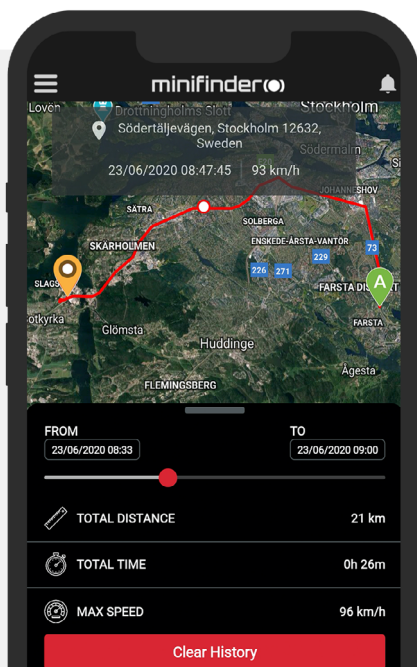 minifinder
Lovön
Drottningholms Slott
Stockholm
Södertäljevägen, Stockholm 12632,
Sweden
Södermalm
23/06/2020 08:47:45
93 km/h
JOHANNESHOV
SÄTRA
SOLBERGA
SKÄRHOLMEN
ENSKEDE-ÅRSTA-VANTÖR
73
229
226
271
A
FARSTA
Glömsta
Huddinge
Ågesta
FLEMINGSBERG
FROM
TO
23/06/2020 08:33
23/06/2020 09:00
TOTAL DISTANCE
21 km
TOTAL TIME
0h 26m
MAX SPEED
96 km/h
Clear History